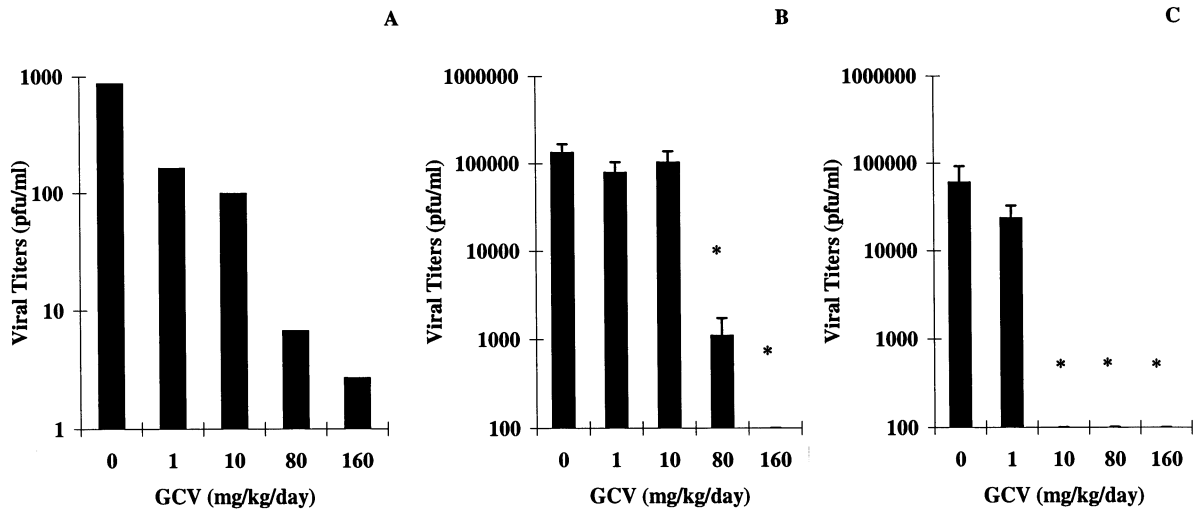 A
Viral Titers (pfu/ml)
1000
100
10
1
0 1 10 80 160
GCV (mg/kg/day)
B
Viral Titers (pfu/ml)
1000000
100000
10000
1000
100
*
*
0 1 10 80 160
GCV (mg/kg/day)
C
Viral Titers (pfu/ml)
1000000
100000
10000
1000
100
* * *
0 1 10 80 160
GCV (mg/kg/day)